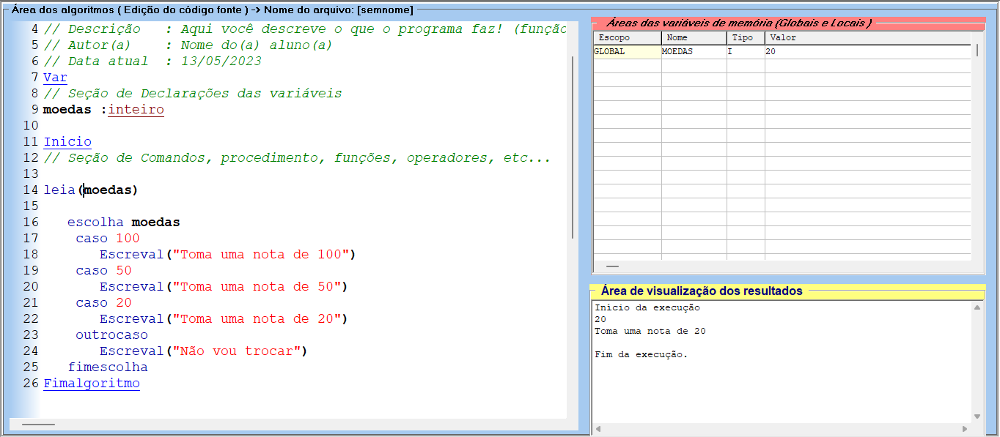 Área dos algoritmos ( Edição do código fonte ) -> Nome do arquivo: [semnome]
4 // Descrição   : Aqui você descreve o que o programa faz! (função
5 // Autor(a)    : Nome do(a) aluno(a)
6 // Data atual  : 13/05/2023
7 Var
8 // Seção de Declarações das variáveis
9 moedas :inteiro
10
11 Inicio
12 // Seção de Comandos, procedimento, funções, operadores, etc...
13
14 leia(moedas)
15
16    escolha moedas
17     caso 100
18        Escreval("Toma uma nota de 100")
19     caso 50
20        Escreval("Toma uma nota de 50")
21     caso 20
22        Escreval("Toma uma nota de 20")
23     outrocaso
24        Escreval("Não vou trocar")
25    fimescolha
26 Fimalgoritmo
Áreas das variáveis de memória (Globais e Locais )
Escopo Nome Tipo Valor
GLOBAL MOEDAS I 20
Área de visualização dos resultados
Início da execução
20
Toma uma nota de 20
Fim da execução.